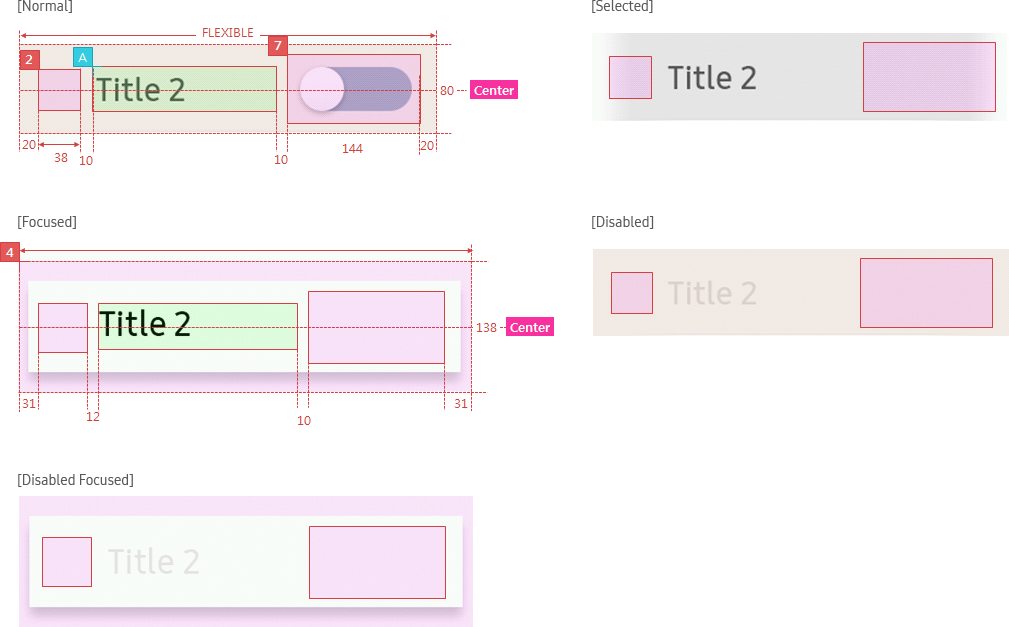 [Normal]
FLEXIBLE
2
A
7
Title 2
80
Center
20
38
10
10
144
20
[Selected]
Title 2
[Focused]
4
Title 2
138
Center
31
12
10
31
[Disabled]
Title 2
[Disabled Focused]
Title 2